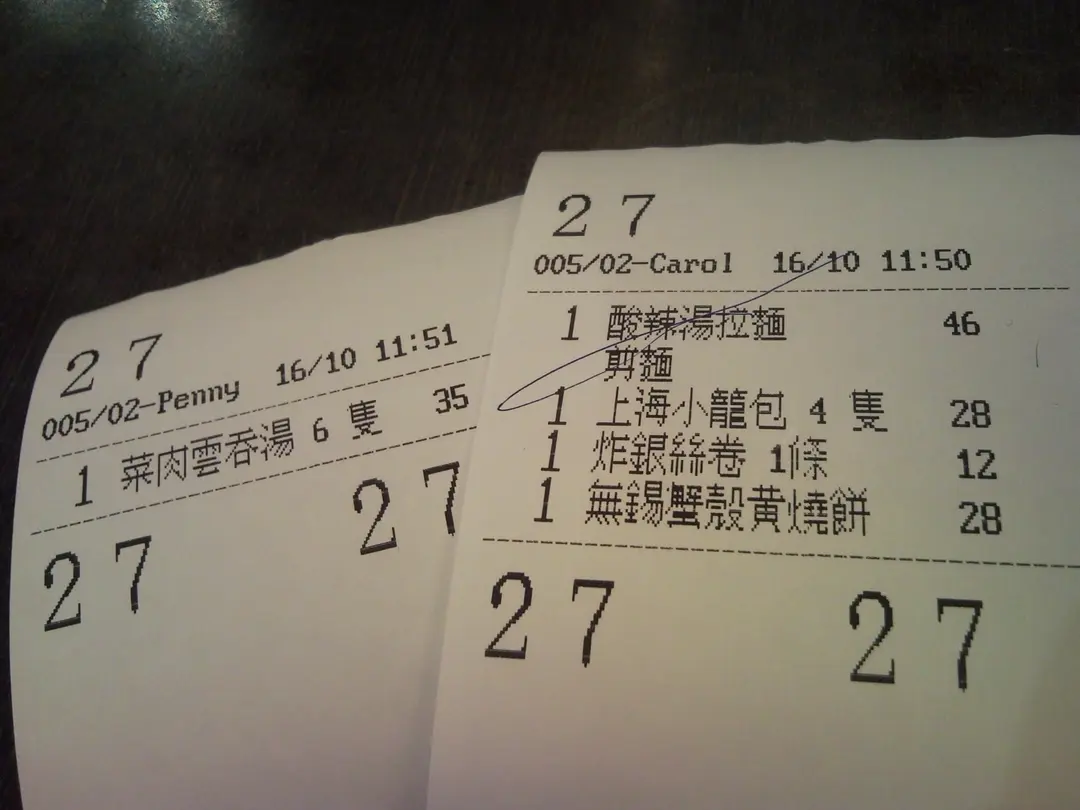 27
005/02-Penny 16/10 11:51
1 菜肉雲吞湯 6 隻 35
27 27
27
005/02-Carol 16/10 11:50
1 酸辣湯拉麵 46
剪麵
1 上海小籠包 4 隻 28
1 炸銀絲卷 1條 12
1 無錫蟹殼黄燒餅 28
27 27